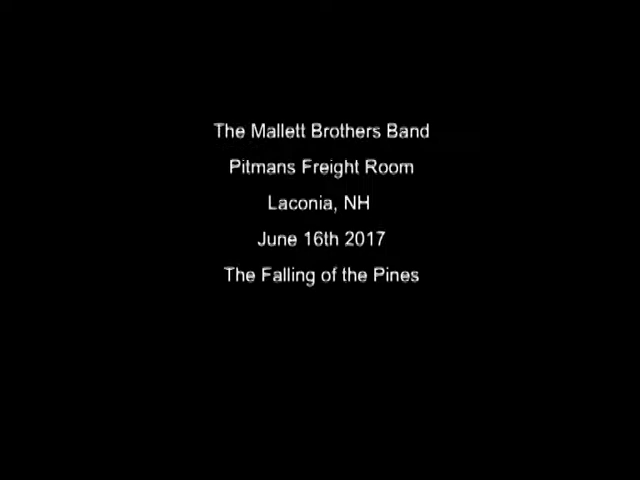 The Mallett Brothers Band
Pitmans Freight Room
Laconia, NH
June 16th 2017
The Falling of the Pines